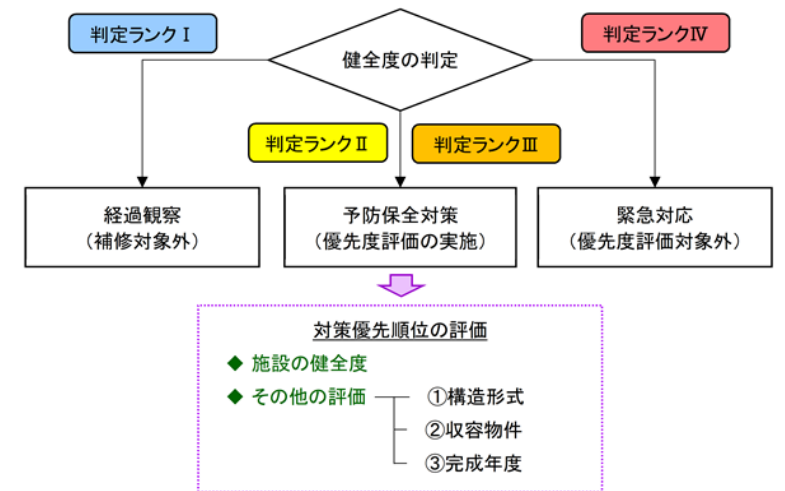 判定ランクⅠ
健全度の判定
判定ランクⅣ
判定ランクⅡ
判定ランクⅢ
経過観察
（補修対象外）
予防保全対策
（優先度評価の実施）
緊急対応
（優先度評価対象外）
対策優先順位の評価
◆ 施設の健全度
◆ その他の評価
①構造形式
②収容物件
③完成年度